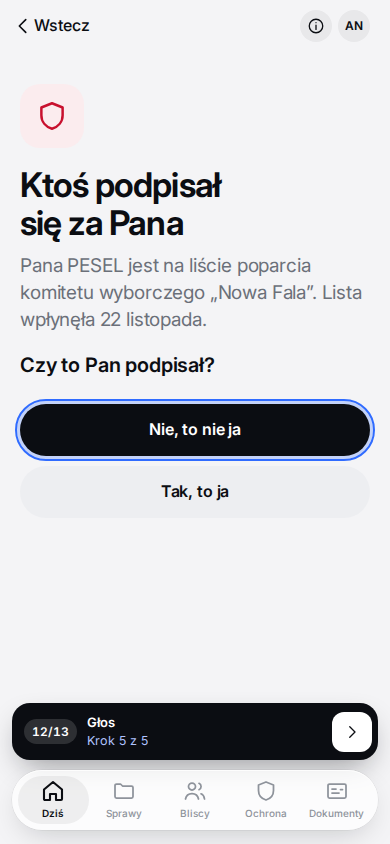 Wstecz
AN
Ktoś podpisał
się za Pana
Pana PESEL jest na liście poparcia
komitetu wyborczego „Nowa Fala”. Lista
wpłynęła 22 listopada.
Czy to Pan podpisał?
Nie, to nie ja
Tak, to ja
12/13
Głos
Krok 5 z 5
Dziś
Sprawy
Bliscy
Ochrona
Dokumenty